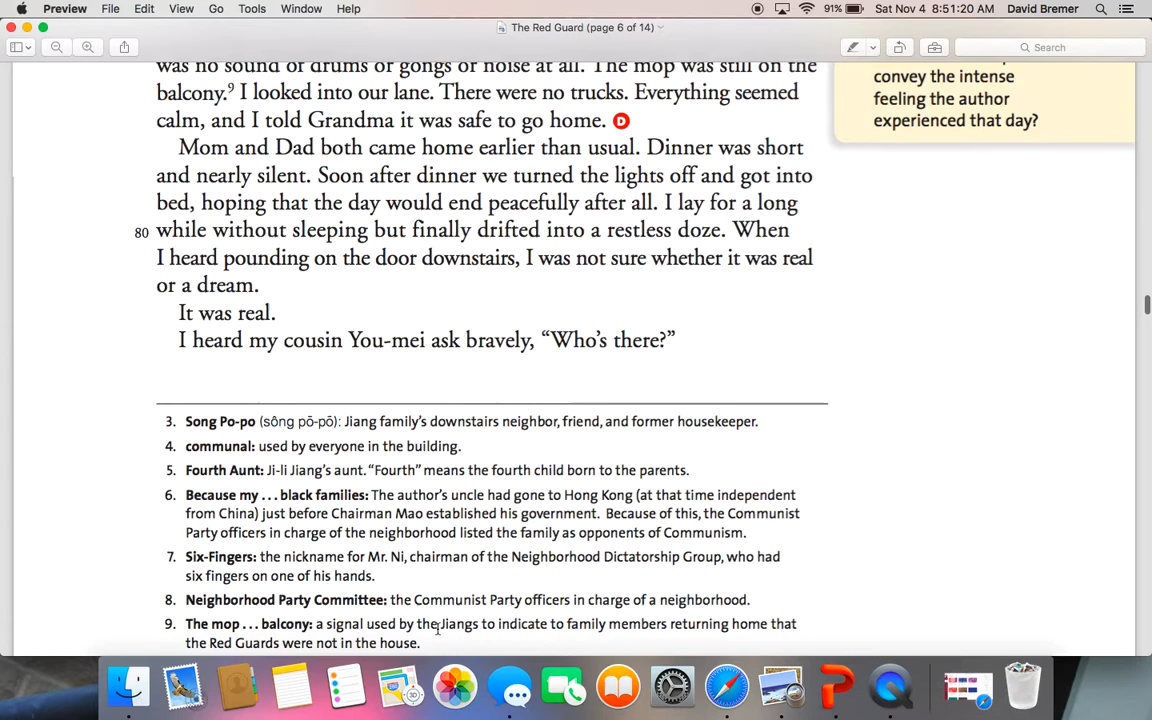 Preview File Edit View Go Tools Window Help 91% Sat Nov 4 8:51:20 AM David Bremer
The Red Guard (page 6 of 14)
Search
was no sound of drums or gongs or noise at all. The mop was still on the
balcony.⁹ I looked into our lane. There were no trucks. Everything seemed
calm, and I told Grandma it was safe to go home. D
Mom and Dad both came home earlier than usual. Dinner was short
and nearly silent. Soon after dinner we turned the lights off and got into
bed, hoping that the day would end peacefully after all. I lay for a long
80 while without sleeping but finally drifted into a restless doze. When
I heard pounding on the door downstairs, I was not sure whether it was real
or a dream.
It was real.
I heard my cousin You-mei ask bravely, “Who’s there?”
convey the intense
feeling the author
experienced that day?
3. Song Po-po (sông pō-pō): Jiang family’s downstairs neighbor, friend, and former housekeeper.
4. communal: used by everyone in the building.
5. Fourth Aunt: Ji-li Jiang’s aunt. “Fourth” means the fourth child born to the parents.
6. Because my . . . black families: The author’s uncle had gone to Hong Kong (at that time independent
from China) just before Chairman Mao established his government. Because of this, the Communist
Party officers in charge of the neighborhood listed the family as opponents of Communism.
7. Six-Fingers: the nickname for Mr. Ni, chairman of the Neighborhood Dictatorship Group, who had
six fingers on one of his hands.
8. Neighborhood Party Committee: the Communist Party officers in charge of a neighborhood.
9. The mop . . . balcony: a signal used by the Jiangs to indicate to family members returning home that
the Red Guards were not in the house.
3D